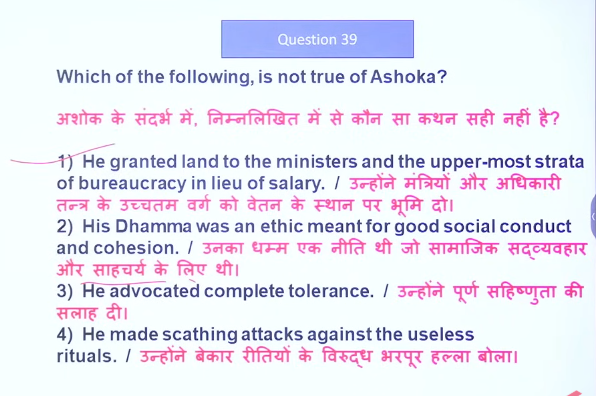 Question 39
Which of the following, is not true of Ashoka?
अशोक के संदर्भ में, निम्नलिखित में से कौन सा कथन सही नहीं है?
1) He granted land to the ministers and the upper-most strata
of bureaucracy in lieu of salary. / उन्होंने मंत्रियों और अधिकारी
तन्त्र के उच्चतम वर्ग को वेतन के स्थान पर भूमि दी।
2) His Dhamma was an ethic meant for good social conduct
and cohesion. / उनका धम्म एक नीति थी जो सामाजिक सद्व्यवहार
और साहचर्य के लिए थी।
3) He advocated complete tolerance. / उन्होंने पूर्ण सहिष्णुता की
सलाह दी।
4) He made scathing attacks against the useless
rituals. / उन्होंने बेकार रीतियों के विरुद्ध भरपूर हल्ला बोला।